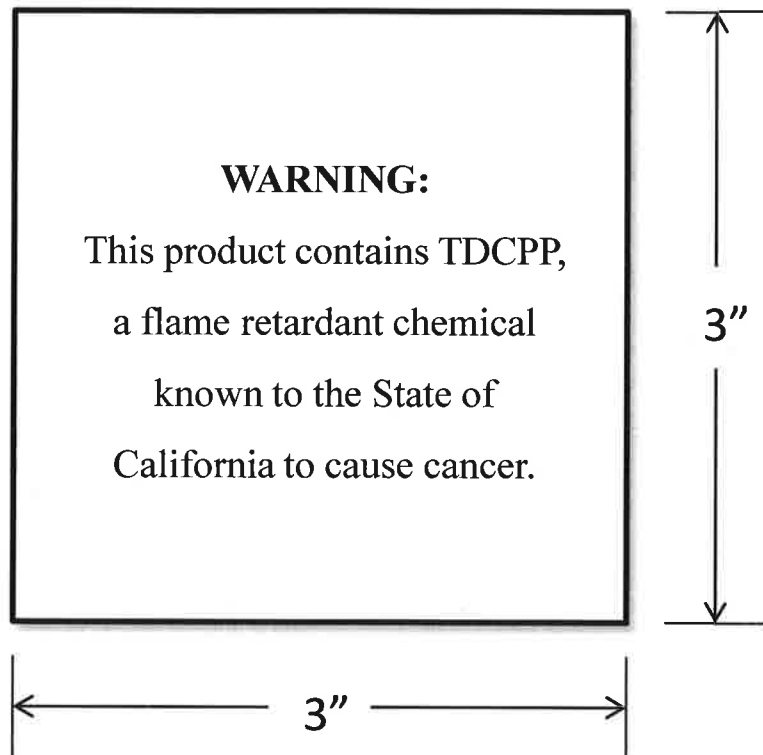 WARNING:
This product contains TDCPP,
a flame retardant chemical
known to the State of
California to cause cancer.
3”
3”